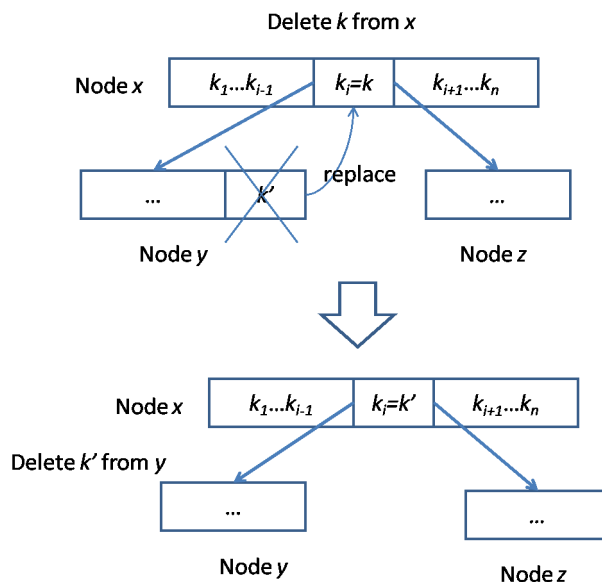 Delete k from x
Node x k₁...kᵢ₋₁ kᵢ=k kᵢ₊₁...kₙ
replace
... k’ ...
Node y Node z
Node x k₁...kᵢ₋₁ kᵢ=k’ kᵢ₊₁...kₙ
Delete k’ from y
... ...
Node y Node z